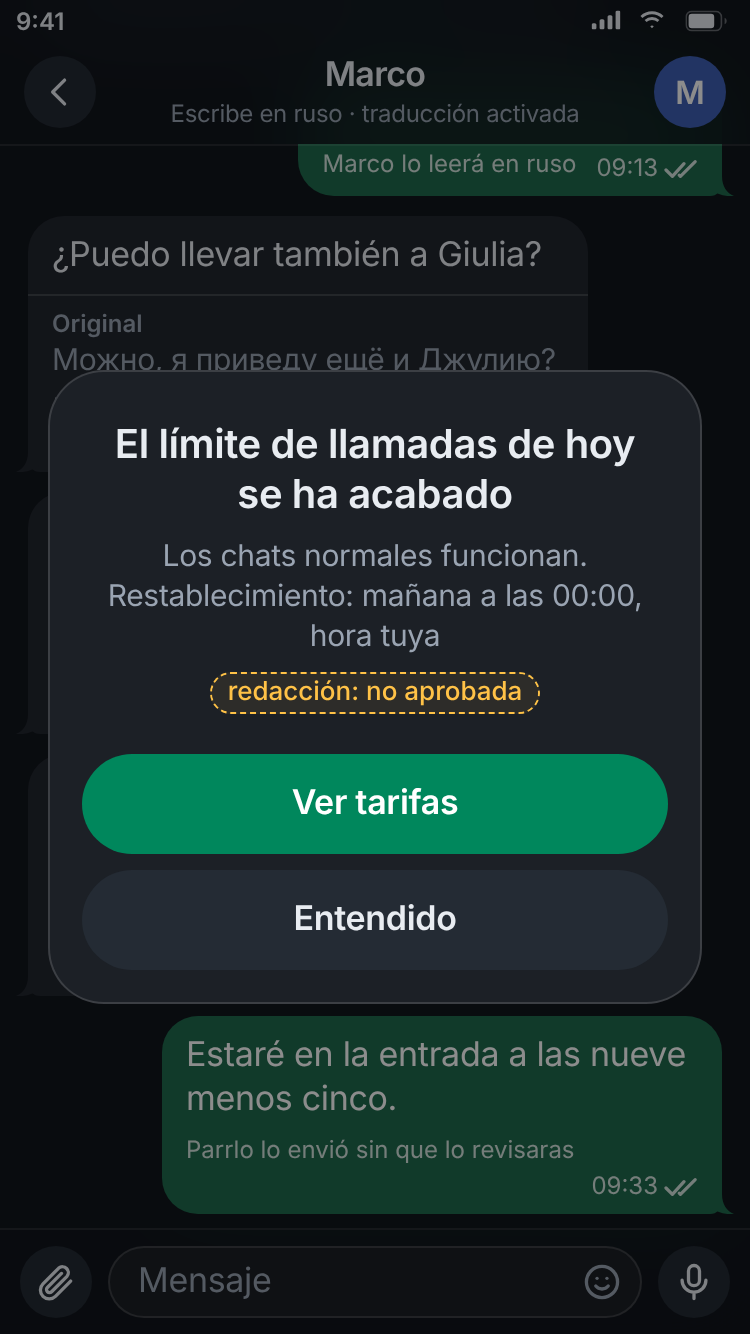 9:41
Marco
Escribe en ruso · traducción activada
M
Marco lo leerá en ruso 09:13
¿Puedo llevar también a Giulia?
Original
Можно, я приведу ещё и Джулию?
El límite de llamadas de hoy
se ha acabado
Los chats normales funcionan.
Restablecimiento: mañana a las 00:00,
hora tuya
redacción: no aprobada
Ver tarifas
Entendido
Estaré en la entrada a las nueve
menos cinco.
Parrlo lo envió sin que lo revisaras
09:33
Mensaje